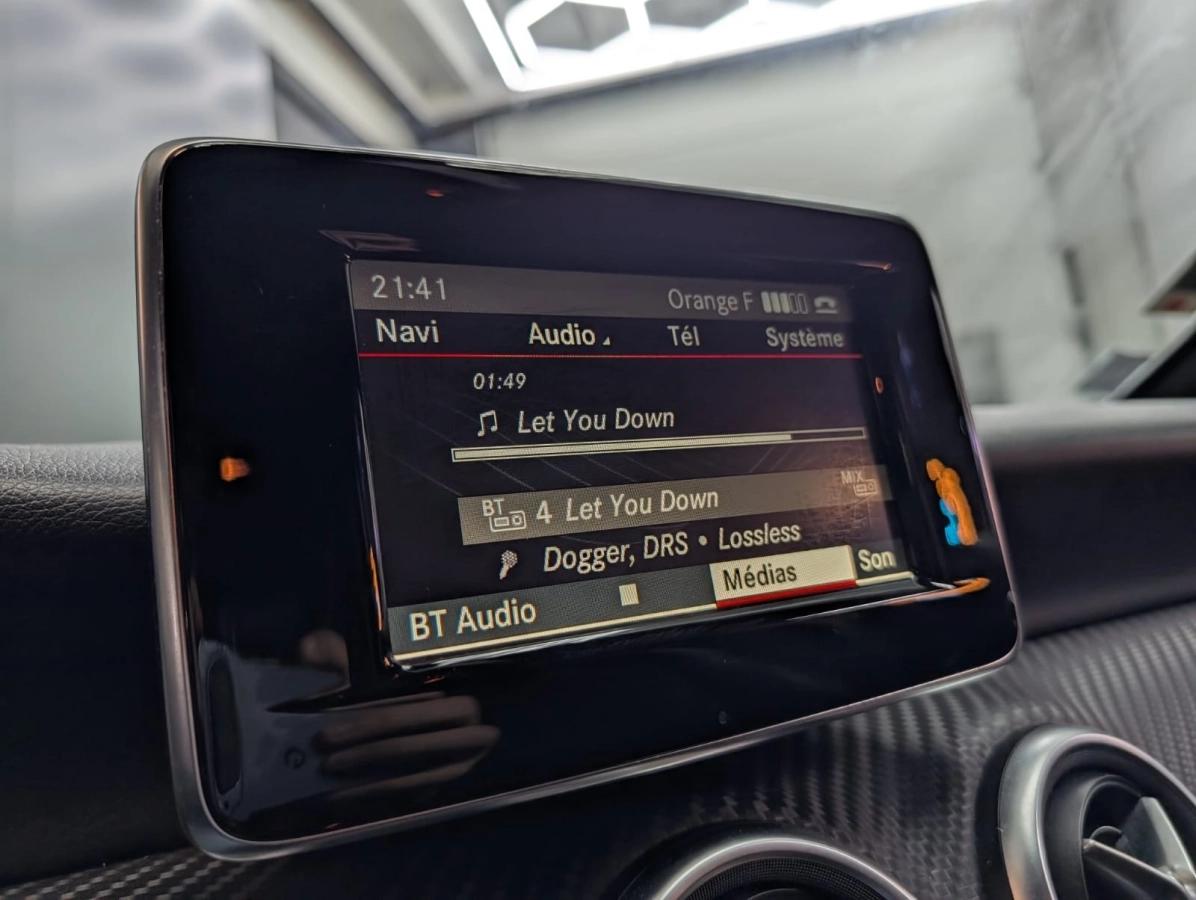 21:41
Orange F
Navi Audio Tél Système
01:49
Let You Down
BT 4 Let You Down MIX
Dogger, DRS • Lossless
BT Audio Médias Son